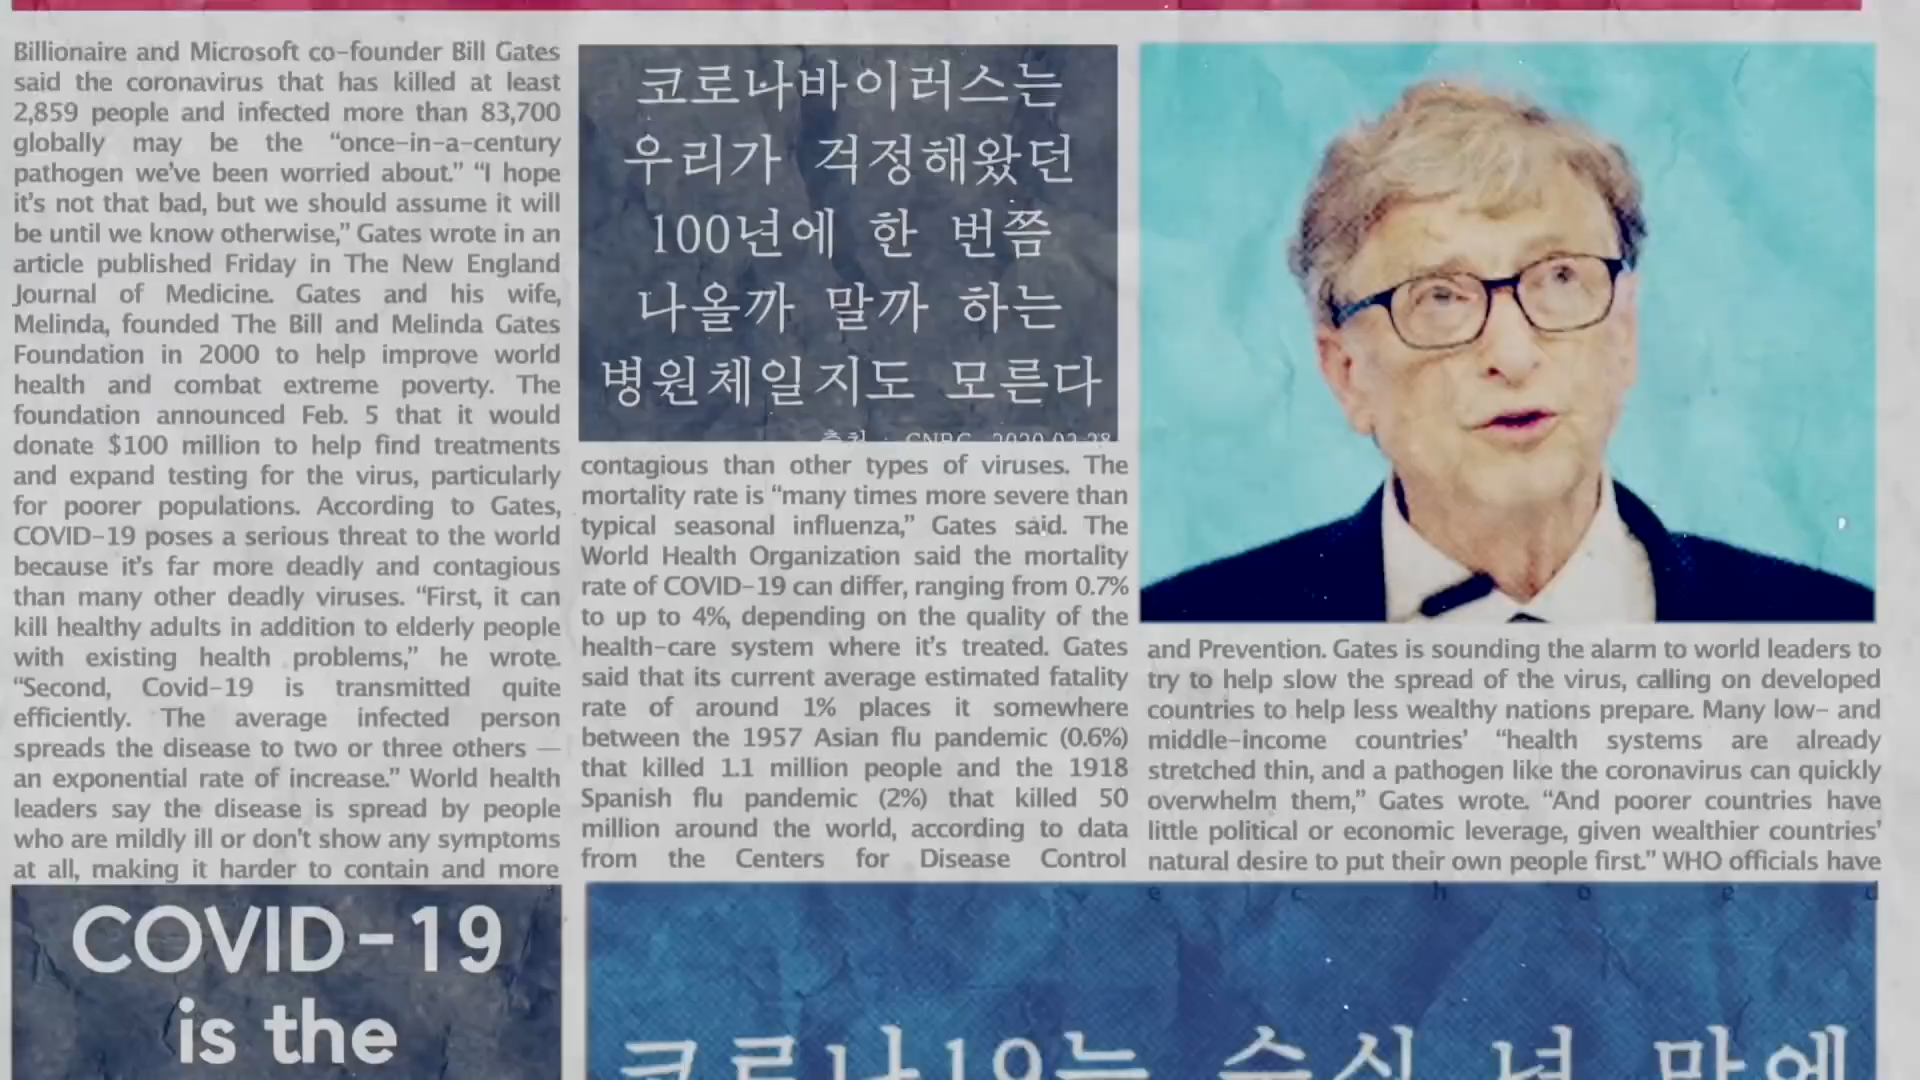 Billionaire and Microsoft co-founder Bill Gates
said the coronavirus that has killed at least
2,859 people and infected more than 83,700
globally may be the “once-in-a-century
pathogen we’ve been worried about.” “I hope
it’s not that bad, but we should assume it will
be until we know otherwise,” Gates wrote in an
article published Friday in The New England
Journal of Medicine. Gates and his wife,
Melinda, founded The Bill and Melinda Gates
Foundation in 2000 to help improve world
health and combat extreme poverty. The
foundation announced Feb. 5 that it would
donate $100 million to help find treatments
and expand testing for the virus, particularly
for poorer populations. According to Gates,
COVID-19 poses a serious threat to the world
because it’s far more deadly and contagious
than many other deadly viruses. “First, it can
kill healthy adults in addition to elderly people
with existing health problems,” he wrote.
“Second, Covid-19 is transmitted quite
efficiently. The average infected person
spreads the disease to two or three others —
an exponential rate of increase.” World health
leaders say the disease is spread by people
who are mildly ill or don’t show any symptoms
at all, making it harder to contain and more
코로나바이러스는
우리가 걱정해왔던
100년에 한 번쯤
나올까 말까 하는
병원체일지도 모른다
출처 : CNBC, 2020.02.28
contagious than other types of viruses. The
mortality rate is “many times more severe than
typical seasonal influenza,” Gates said. The
World Health Organization said the mortality
rate of COVID-19 can differ, ranging from 0.7%
to up to 4%, depending on the quality of the
health-care system where it’s treated. Gates
said that its current average estimated fatality
rate of around 1% places it somewhere
between the 1957 Asian flu pandemic (0.6%)
that killed 1.1 million people and the 1918
Spanish flu pandemic (2%) that killed 50
million around the world, according to data
from the Centers for Disease Control
and Prevention. Gates is sounding the alarm to world leaders to
try to help slow the spread of the virus, calling on developed
countries to help less wealthy nations prepare. Many low- and
middle-income countries’ “health systems are already
stretched thin, and a pathogen like the coronavirus can quickly
overwhelm them,” Gates wrote. “And poorer countries have
little political or economic leverage, given wealthier countries’
natural desire to put their own people first.” WHO officials have
e c h o e d
COVID-19
is the
코로나19는 수십 년 만에